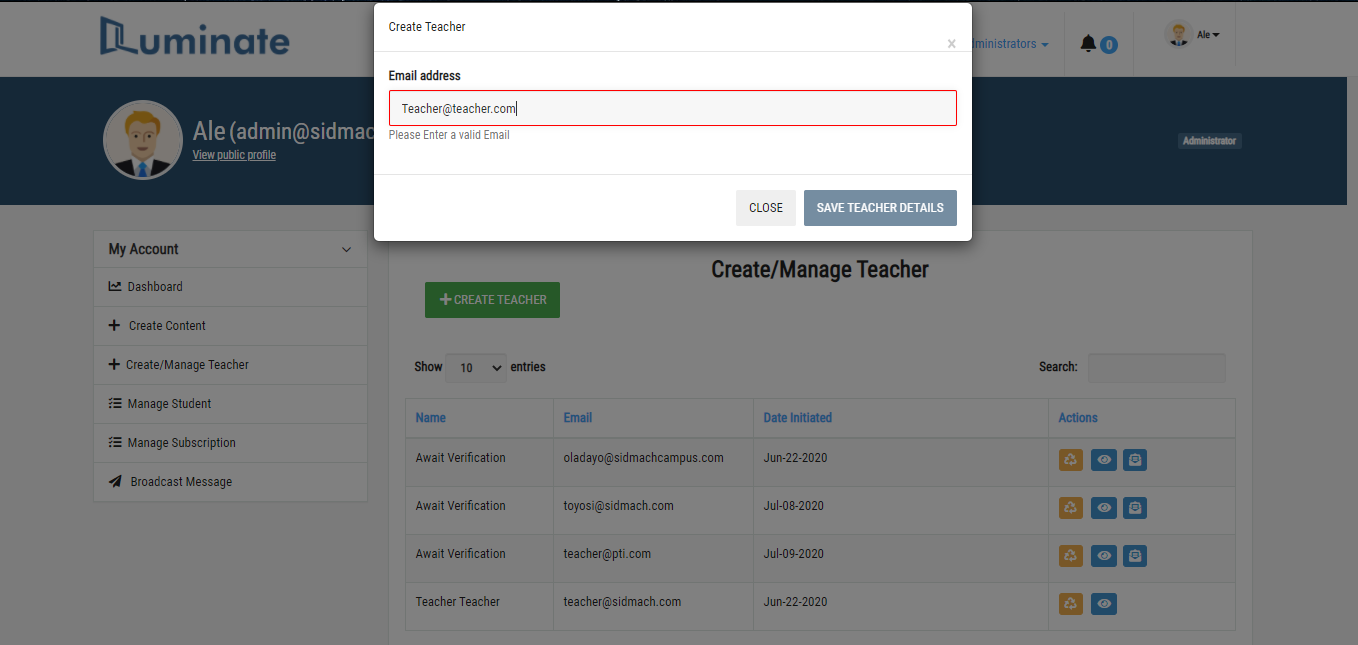 Create Teacher
×
Luminate
dministrators
0
Ale
Email address
Teacher@teacher.com
Please Enter a valid Email
CLOSE
SAVE TEACHER DETAILS
Ale (admin@sidmac
View public profile
Administrator
My Account
Dashboard
Create Content
Create/Manage Teacher
Manage Student
Manage Subscription
Broadcast Message
Create/Manage Teacher
CREATE TEACHER
Show 10 entries
Search:
Name Email Date Initiated Actions
Await Verification oladayo@sidmachcampus.com Jun-22-2020
Await Verification toyosi@sidmach.com Jul-08-2020
Await Verification teacher@pti.com Jul-09-2020
Teacher Teacher teacher@sidmach.com Jun-22-2020